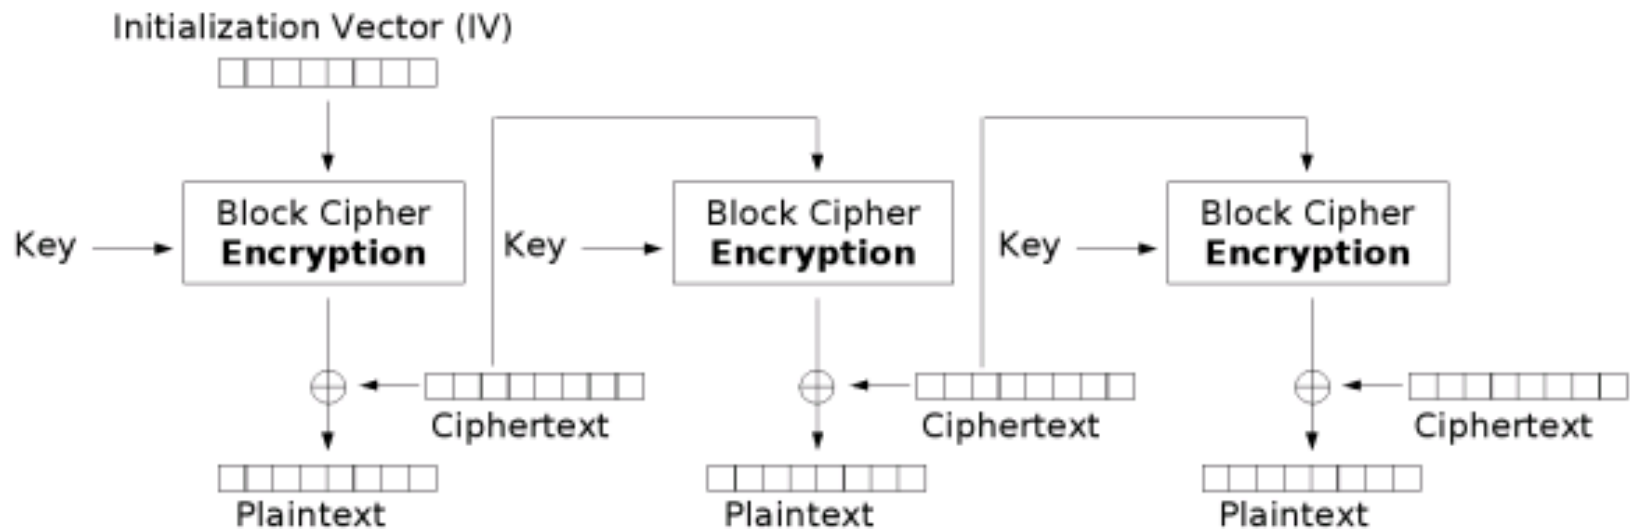 Initialization Vector (IV)
Block Cipher
Encryption
Key
Ciphertext
Plaintext
Block Cipher
Encryption
Key
Ciphertext
Plaintext
Block Cipher
Encryption
Key
Ciphertext
Plaintext